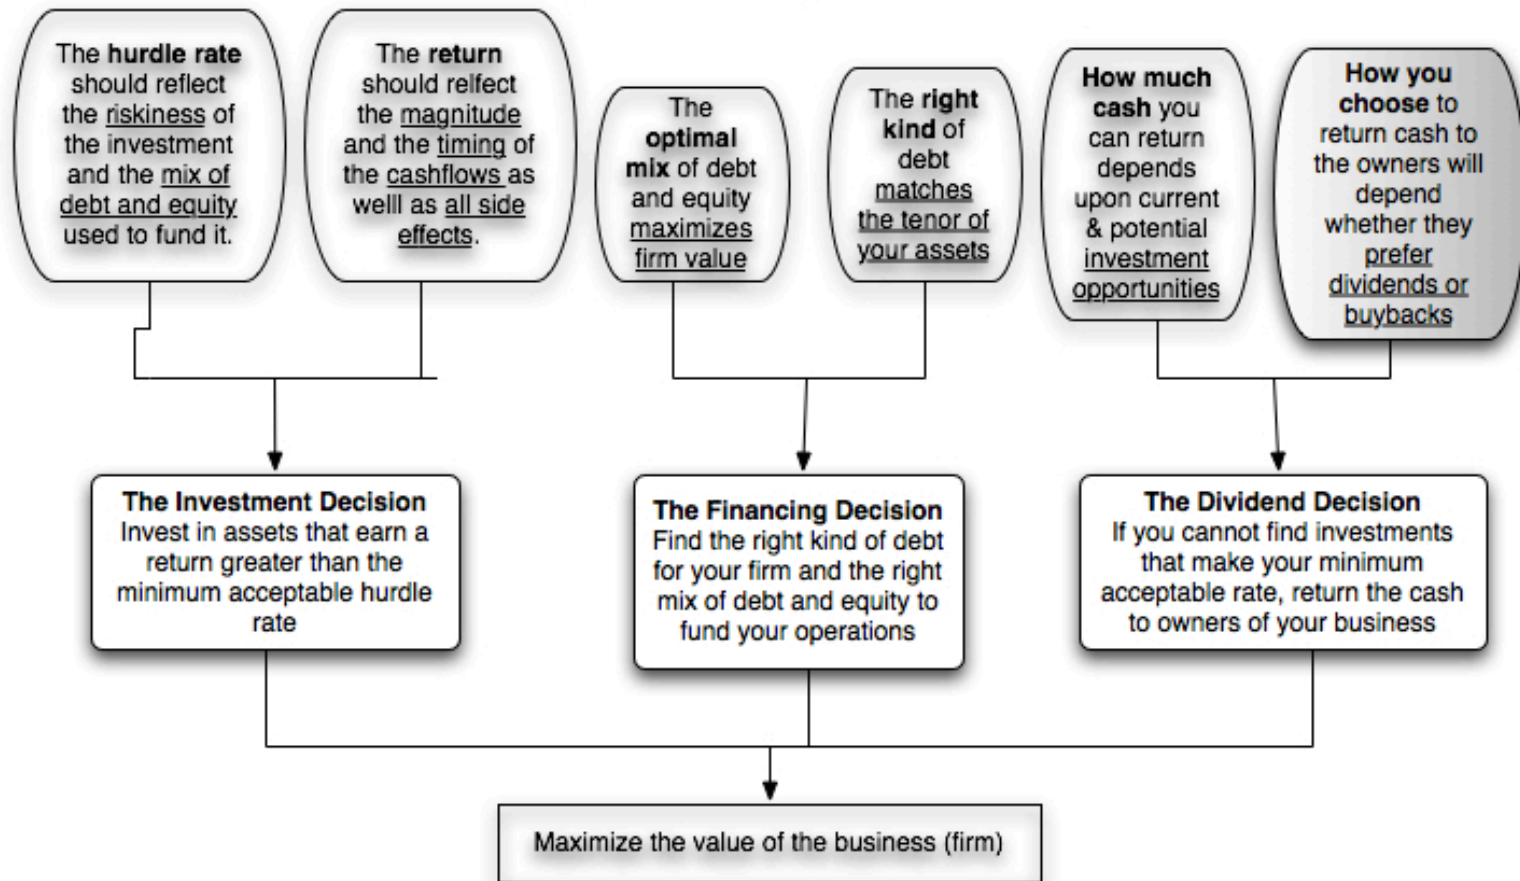 The hurdle rate
should reflect
the riskiness of
the investment
and the mix of
debt and equity
used to fund it.
The return
should relfect
the magnitude
and the timing of
the cashflows as
welll as all side
effects.
The
optimal
mix of debt
and equity
maximizes
firm value
The right
kind of
debt
matches
the tenor of
your assets
How much
cash you
can return
depends
upon current
& potential
investment
opportunities
How you
choose to
return cash to
the owners will
depend
whether they
prefer
dividends or
buybacks
The Investment Decision
Invest in assets that earn a
return greater than the
minimum acceptable hurdle
rate
The Financing Decision
Find the right kind of debt
for your firm and the right
mix of debt and equity to
fund your operations
The Dividend Decision
If you cannot find investments
that make your minimum
acceptable rate, return the cash
to owners of your business
Maximize the value of the business (firm)